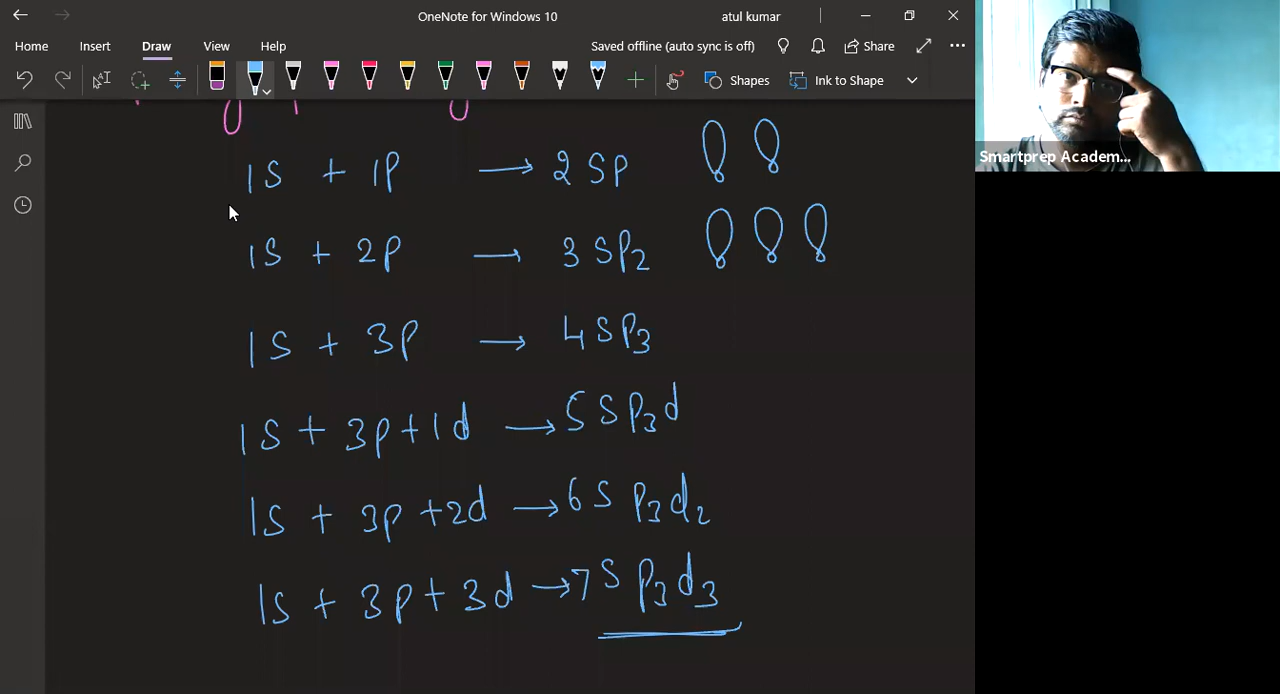 OneNote for Windows 10
atul kumar
Home Insert Draw View Help
Saved offline (auto sync is off)
Share
Shapes
Ink to Shape
Smartprep Academ...
1S + 1P → 2 SP
1S + 2P → 3 SP2
1S + 3P → 4 SP3
1S + 3P + 1d → 5 SP3d
1S + 3P + 2d → 6 SP3d2
1S + 3P + 3d → 7 SP3d3